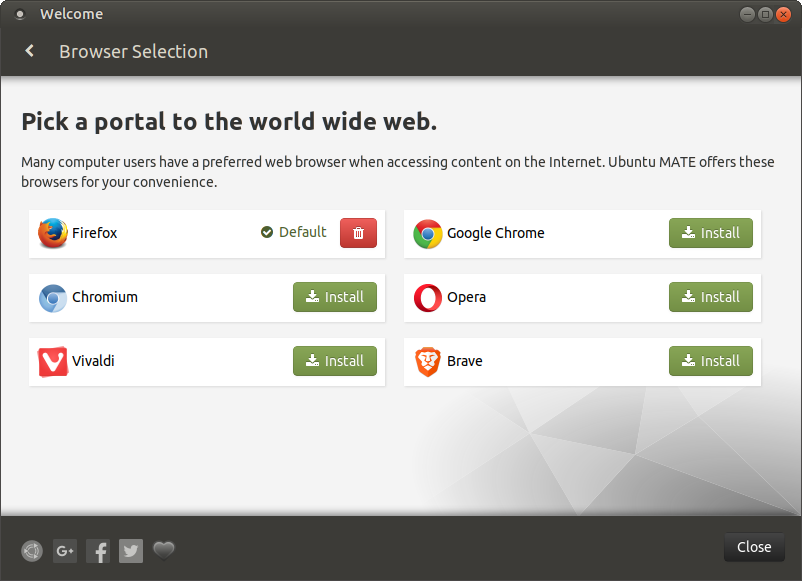 Welcome
Browser Selection
Pick a portal to the world wide web.
Many computer users have a preferred web browser when accessing content on the Internet. Ubuntu MATE offers these
browsers for your convenience.
Firefox Default
Google Chrome Install
Chromium Install
Opera Install
Vivaldi Install
Brave Install
G+ f
Close